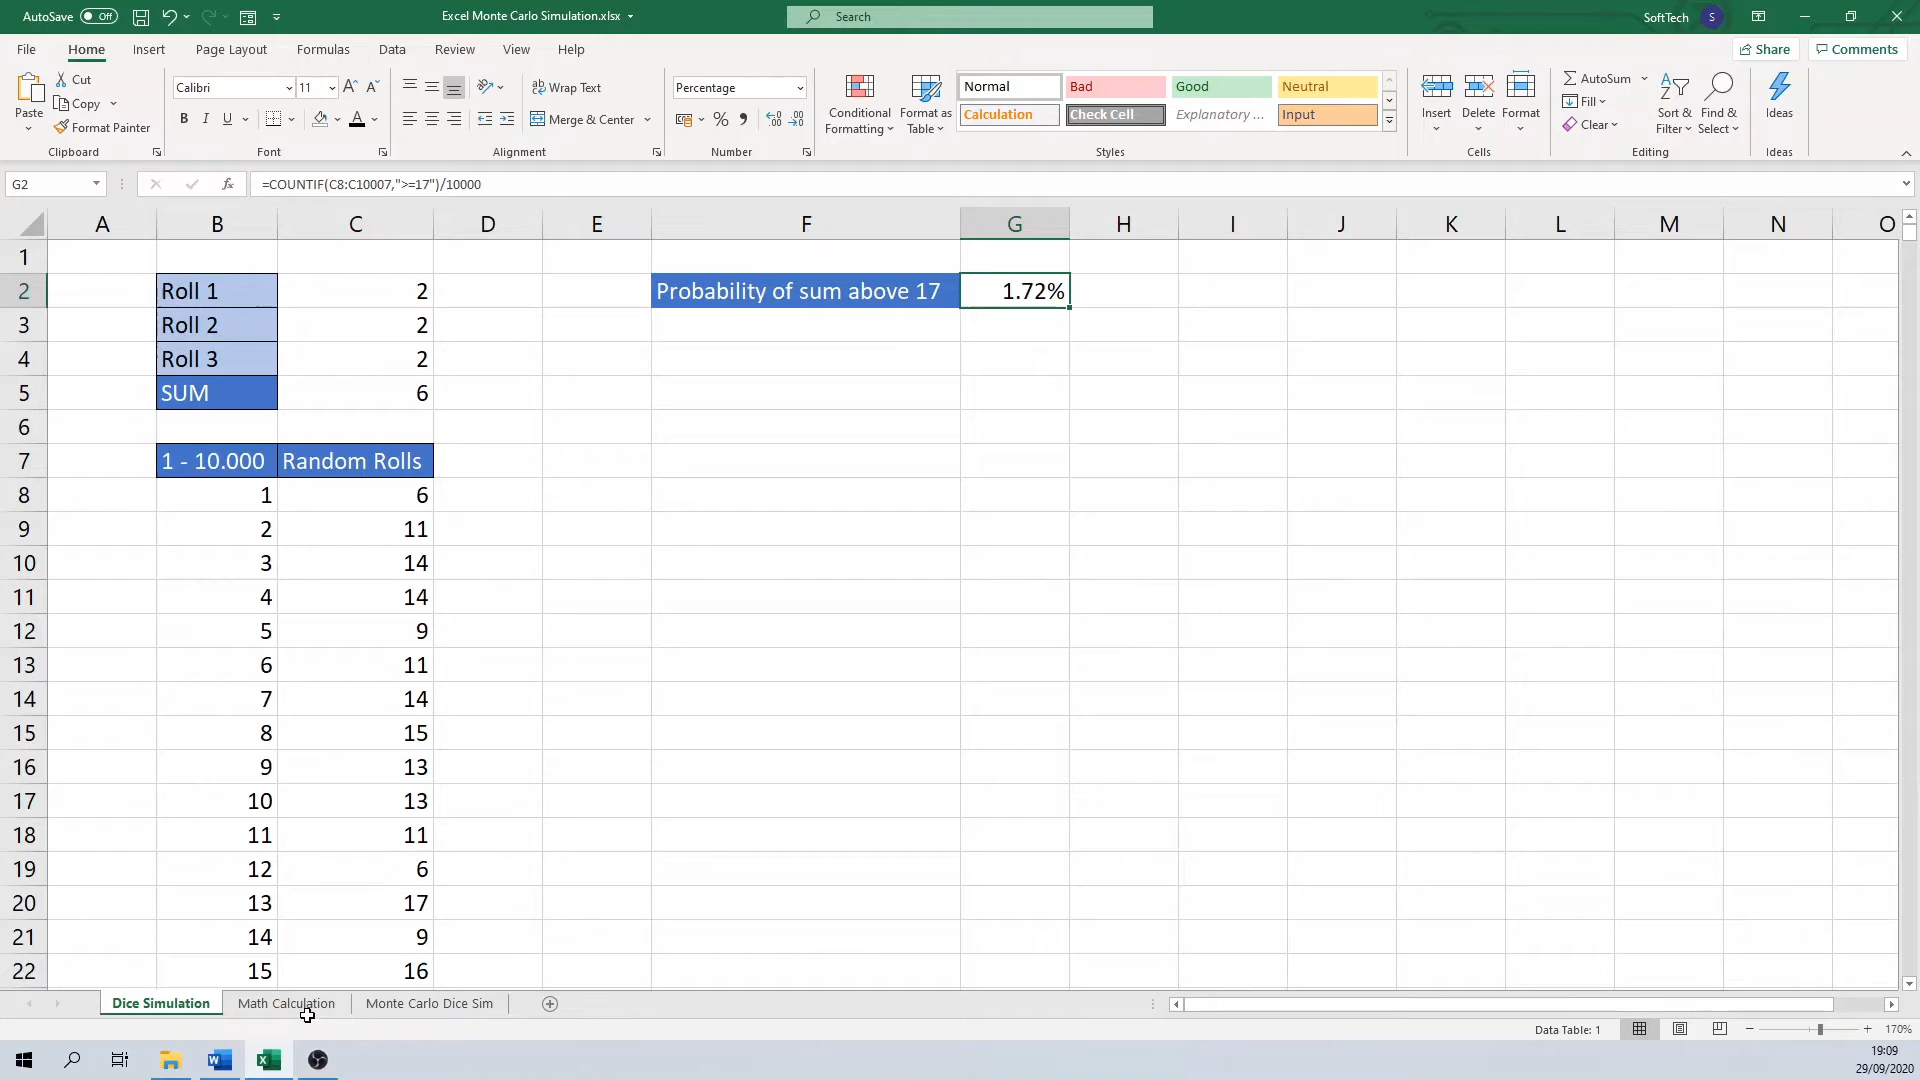 AutoSave Off
Excel Monte Carlo Simulation.xlsx
Search
SoftTech S
File Home Insert Page Layout Formulas Data Review View Help
Share Comments
Paste
Cut
Copy
Format Painter
Clipboard
Calibri 11
B I U
Font
Wrap Text
Merge & Center
Alignment
Percentage
%
Number
Conditional Formatting
Format as Table
Normal Bad Good Neutral
Calculation Check Cell Explanatory ... Input
Styles
Insert Delete Format
Cells
AutoSum
Fill
Clear
Sort & Filter
Find & Select
Editing
Ideas
Ideas
G2 fx =COUNTIF(C8:C10007,">=17")/10000
A B C D E F G H I J K L M N O
1
2 Roll 1 2 Probability of sum above 17 1.72%
3 Roll 2 2
4 Roll 3 2
5 SUM 6
6
7 1 - 10.000 Random Rolls
8 1 6
9 2 11
10 3 14
11 4 14
12 5 9
13 6 11
14 7 14
15 8 15
16 9 13
17 10 13
18 11 11
19 12 6
20 13 17
21 14 9
22 15 16
Dice Simulation Math Calculation Monte Carlo Dice Sim
Data Table: 1 170%
19:09
29/09/2020